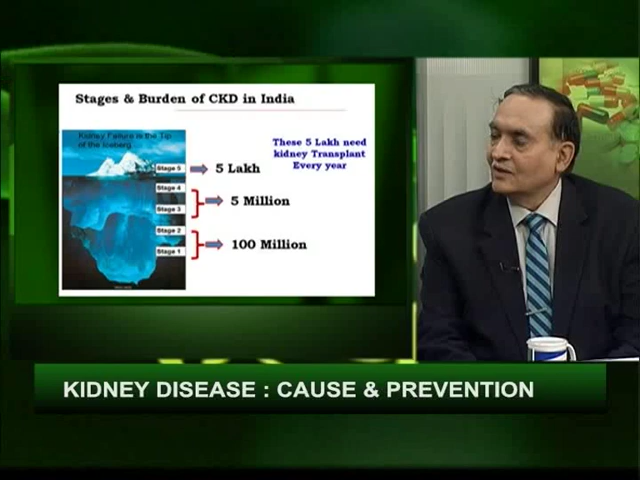 Stages & Burden of CKD in India
Kidney Failure is the Tip
of the Iceberg
These 5 Lakh need
kidney Transplant
Every year
Stage 5
5 Lakh
Stage 4
5 Million
Stage 3
Stage 2
100 Million
Stage 1
KIDNEY DISEASE : CAUSE & PREVENTION